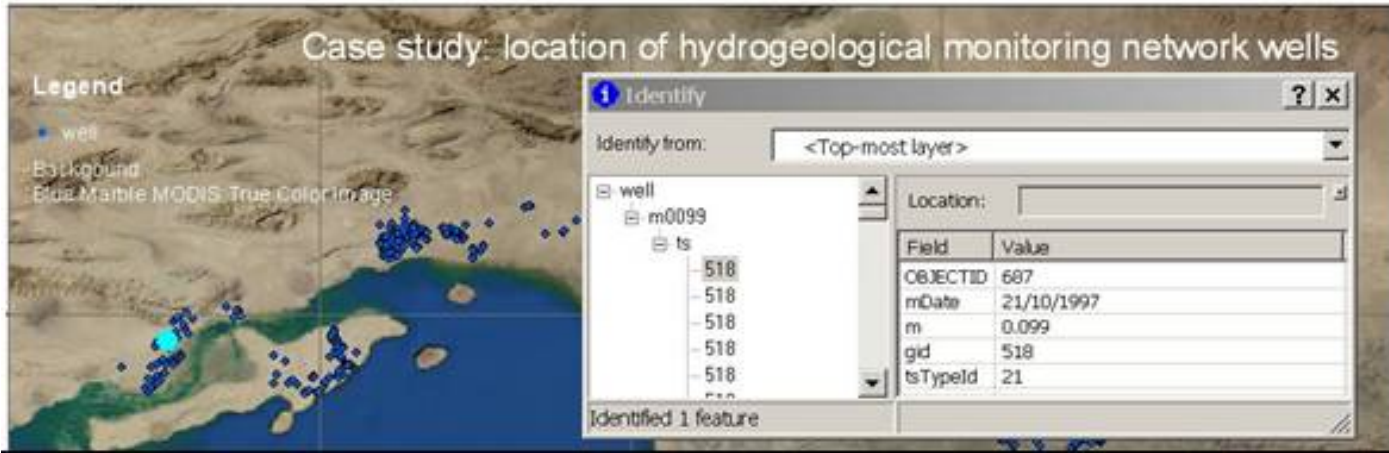 Case study: location of hydrogeological monitoring network wells
Legend
well
Backgound
Blue Marble MODIS True Color Image
Identify
Identify from:
<Top-most layer>
well
m0099
ts
518
518
518
518
518
Location:
Field Value
OBJECTID 687
mDate 21/10/1997
m 0.099
gid 518
tsTypeId 21
Identified 1 feature